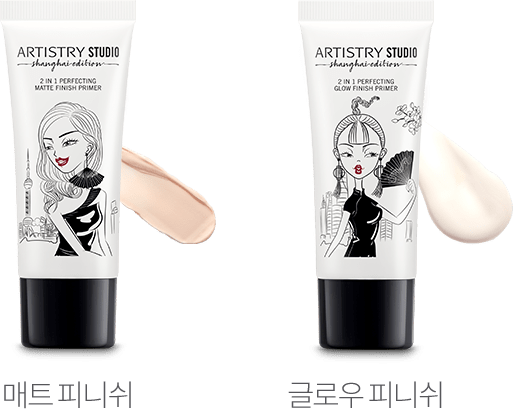 ARTISTRY STUDIO
shanghai edition
2 IN 1 PERFECTING
MATTE FINISH PRIMER
ARTISTRY STUDIO
shanghai edition
2 IN 1 PERFECTING
GLOW FINISH PRIMER
매트 피니쉬
글로우 피니쉬